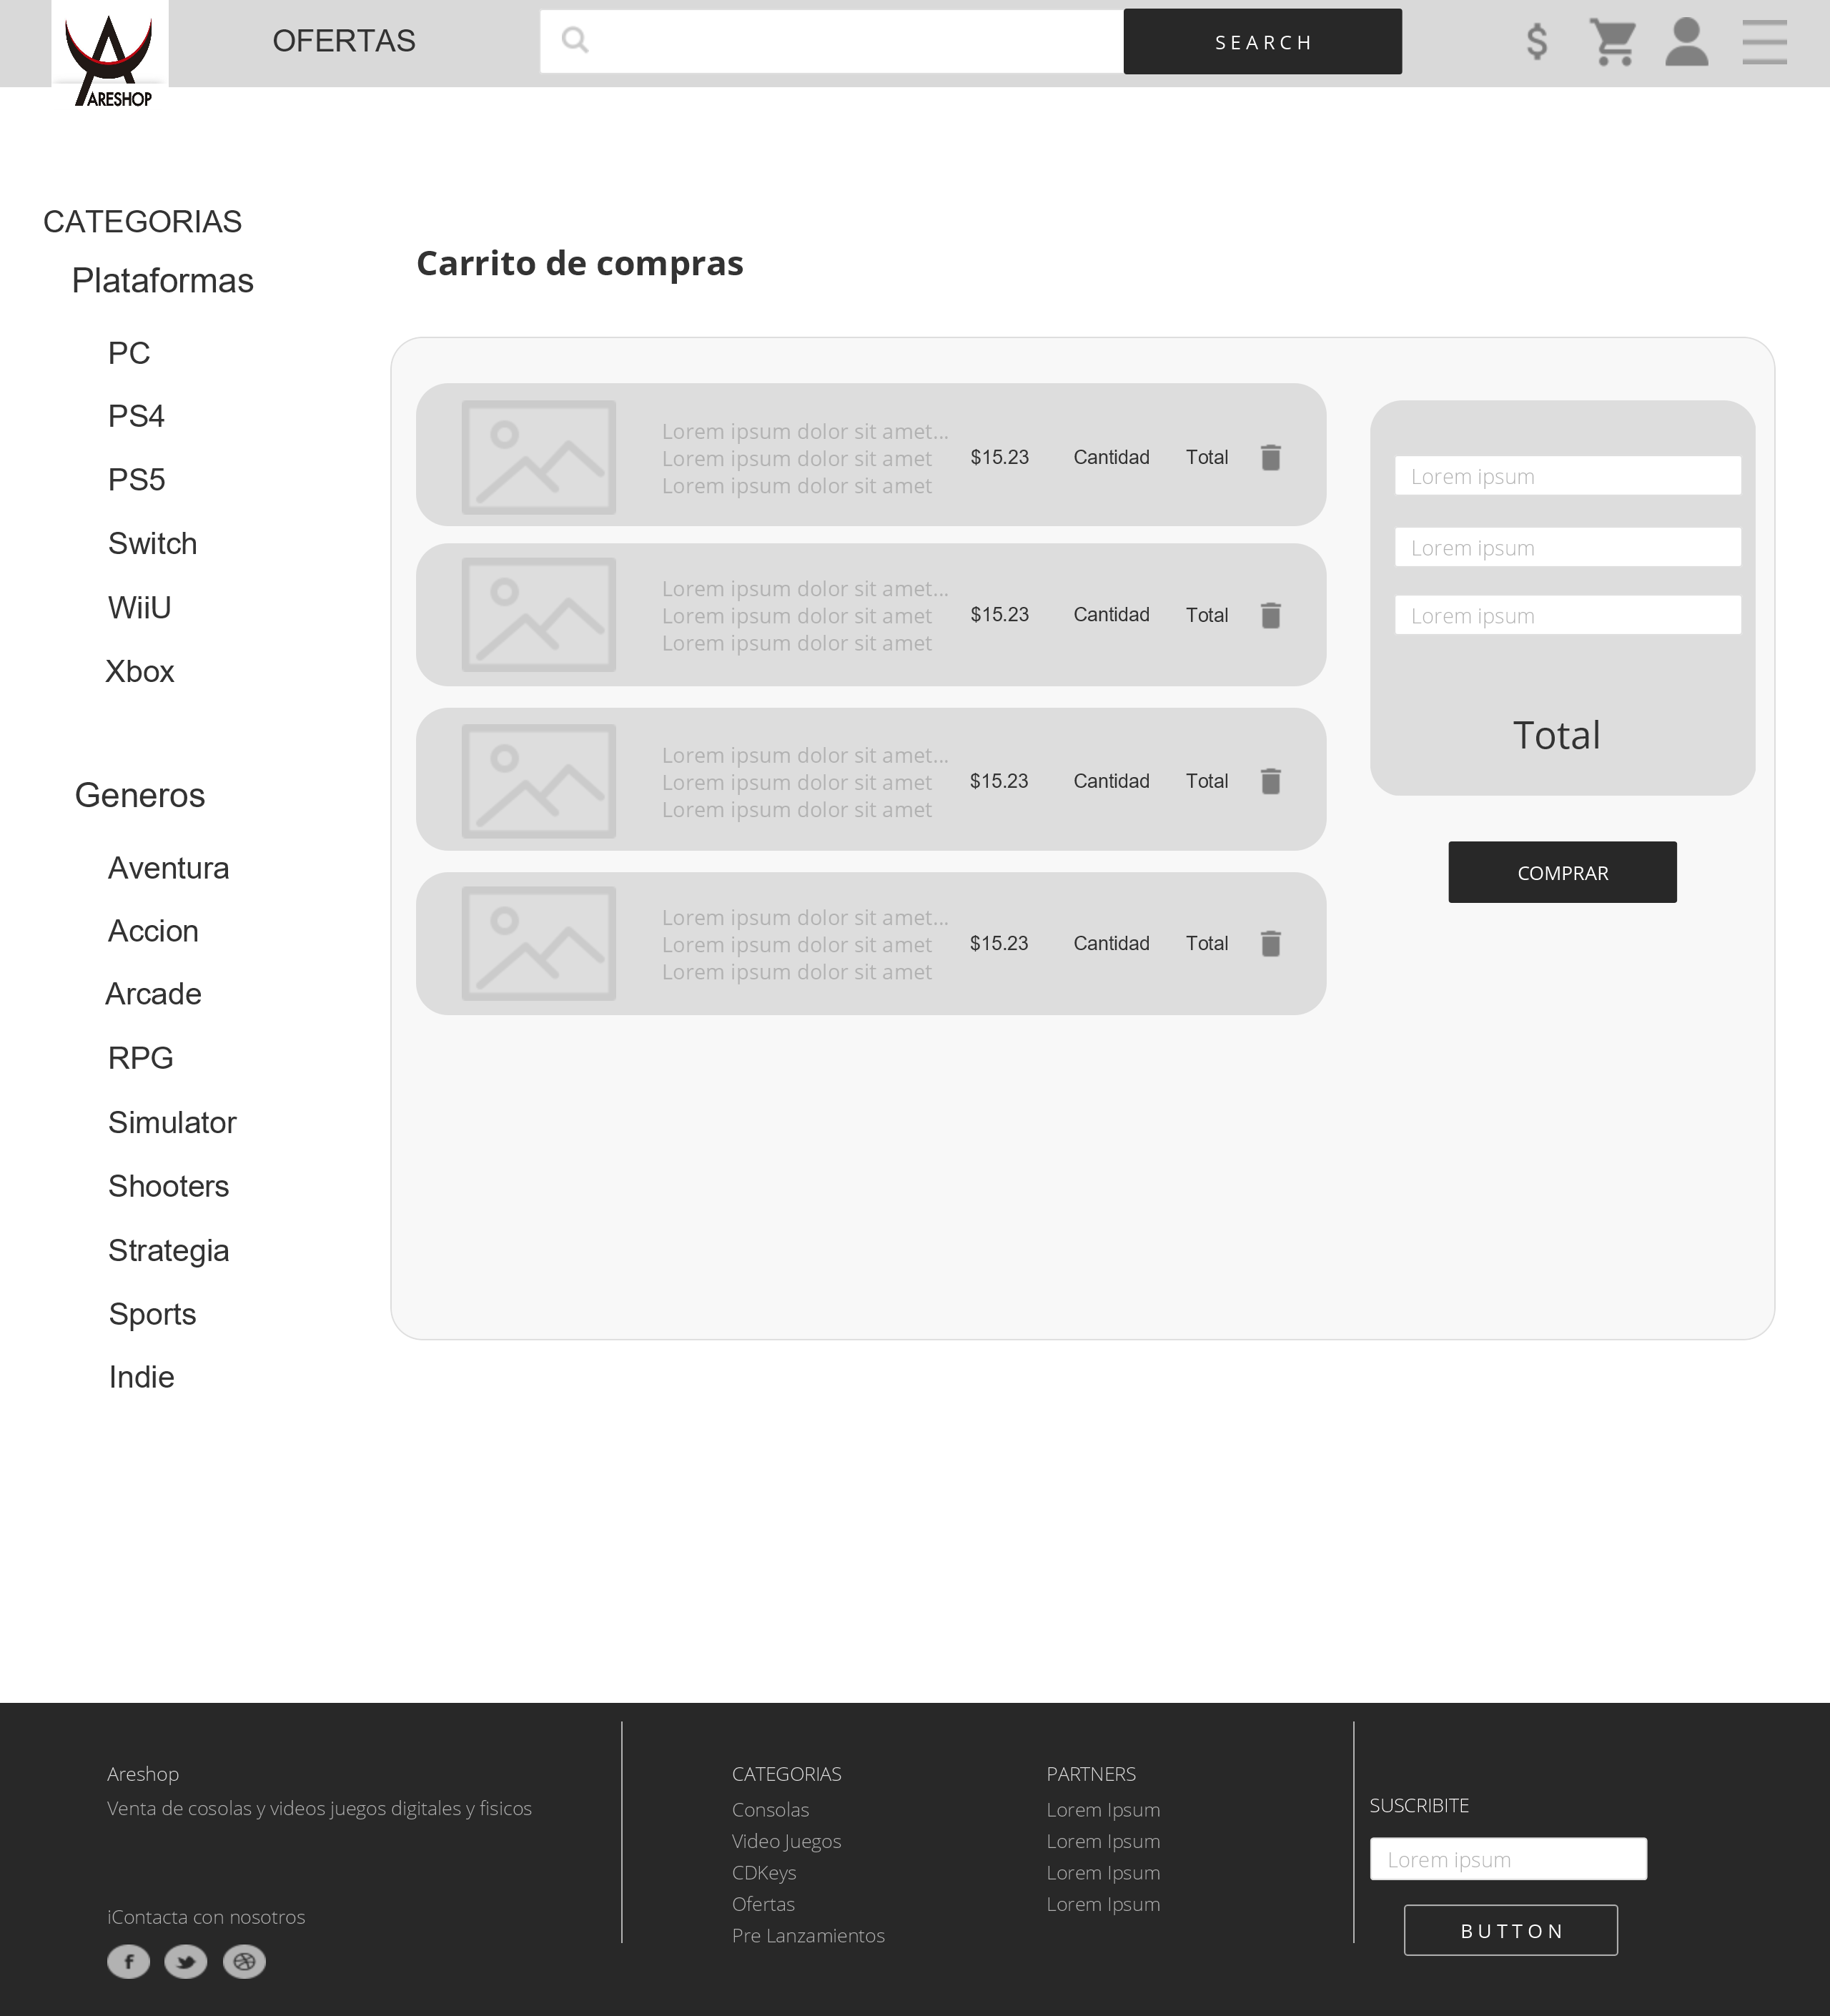 ARESHOP
OFERTAS
SEARCH
$
CATEGORIAS
Plataformas
PC
PS4
PS5
Switch
WiiU
Xbox
Generos
Aventura
Accion
Arcade
RPG
Simulator
Shooters
Strategia
Sports
Indie
Carrito de compras
Lorem ipsum dolor sit amet...
Lorem ipsum dolor sit amet
Lorem ipsum dolor sit amet
$15.23 Cantidad Total
Lorem ipsum dolor sit amet...
Lorem ipsum dolor sit amet
Lorem ipsum dolor sit amet
$15.23 Cantidad Total
Lorem ipsum dolor sit amet...
Lorem ipsum dolor sit amet
Lorem ipsum dolor sit amet
$15.23 Cantidad Total
Lorem ipsum dolor sit amet...
Lorem ipsum dolor sit amet
Lorem ipsum dolor sit amet
$15.23 Cantidad Total
Lorem ipsum
Lorem ipsum
Lorem ipsum
Total
COMPRAR
Areshop
Venta de cosolas y videos juegos digitales y fisicos
iContacta con nosotros
f
CATEGORIAS
Consolas
Video Juegos
CDKeys
Ofertas
Pre Lanzamientos
PARTNERS
Lorem Ipsum
Lorem Ipsum
Lorem Ipsum
Lorem Ipsum
SUSCRIBITE
Lorem ipsum
BUTTON